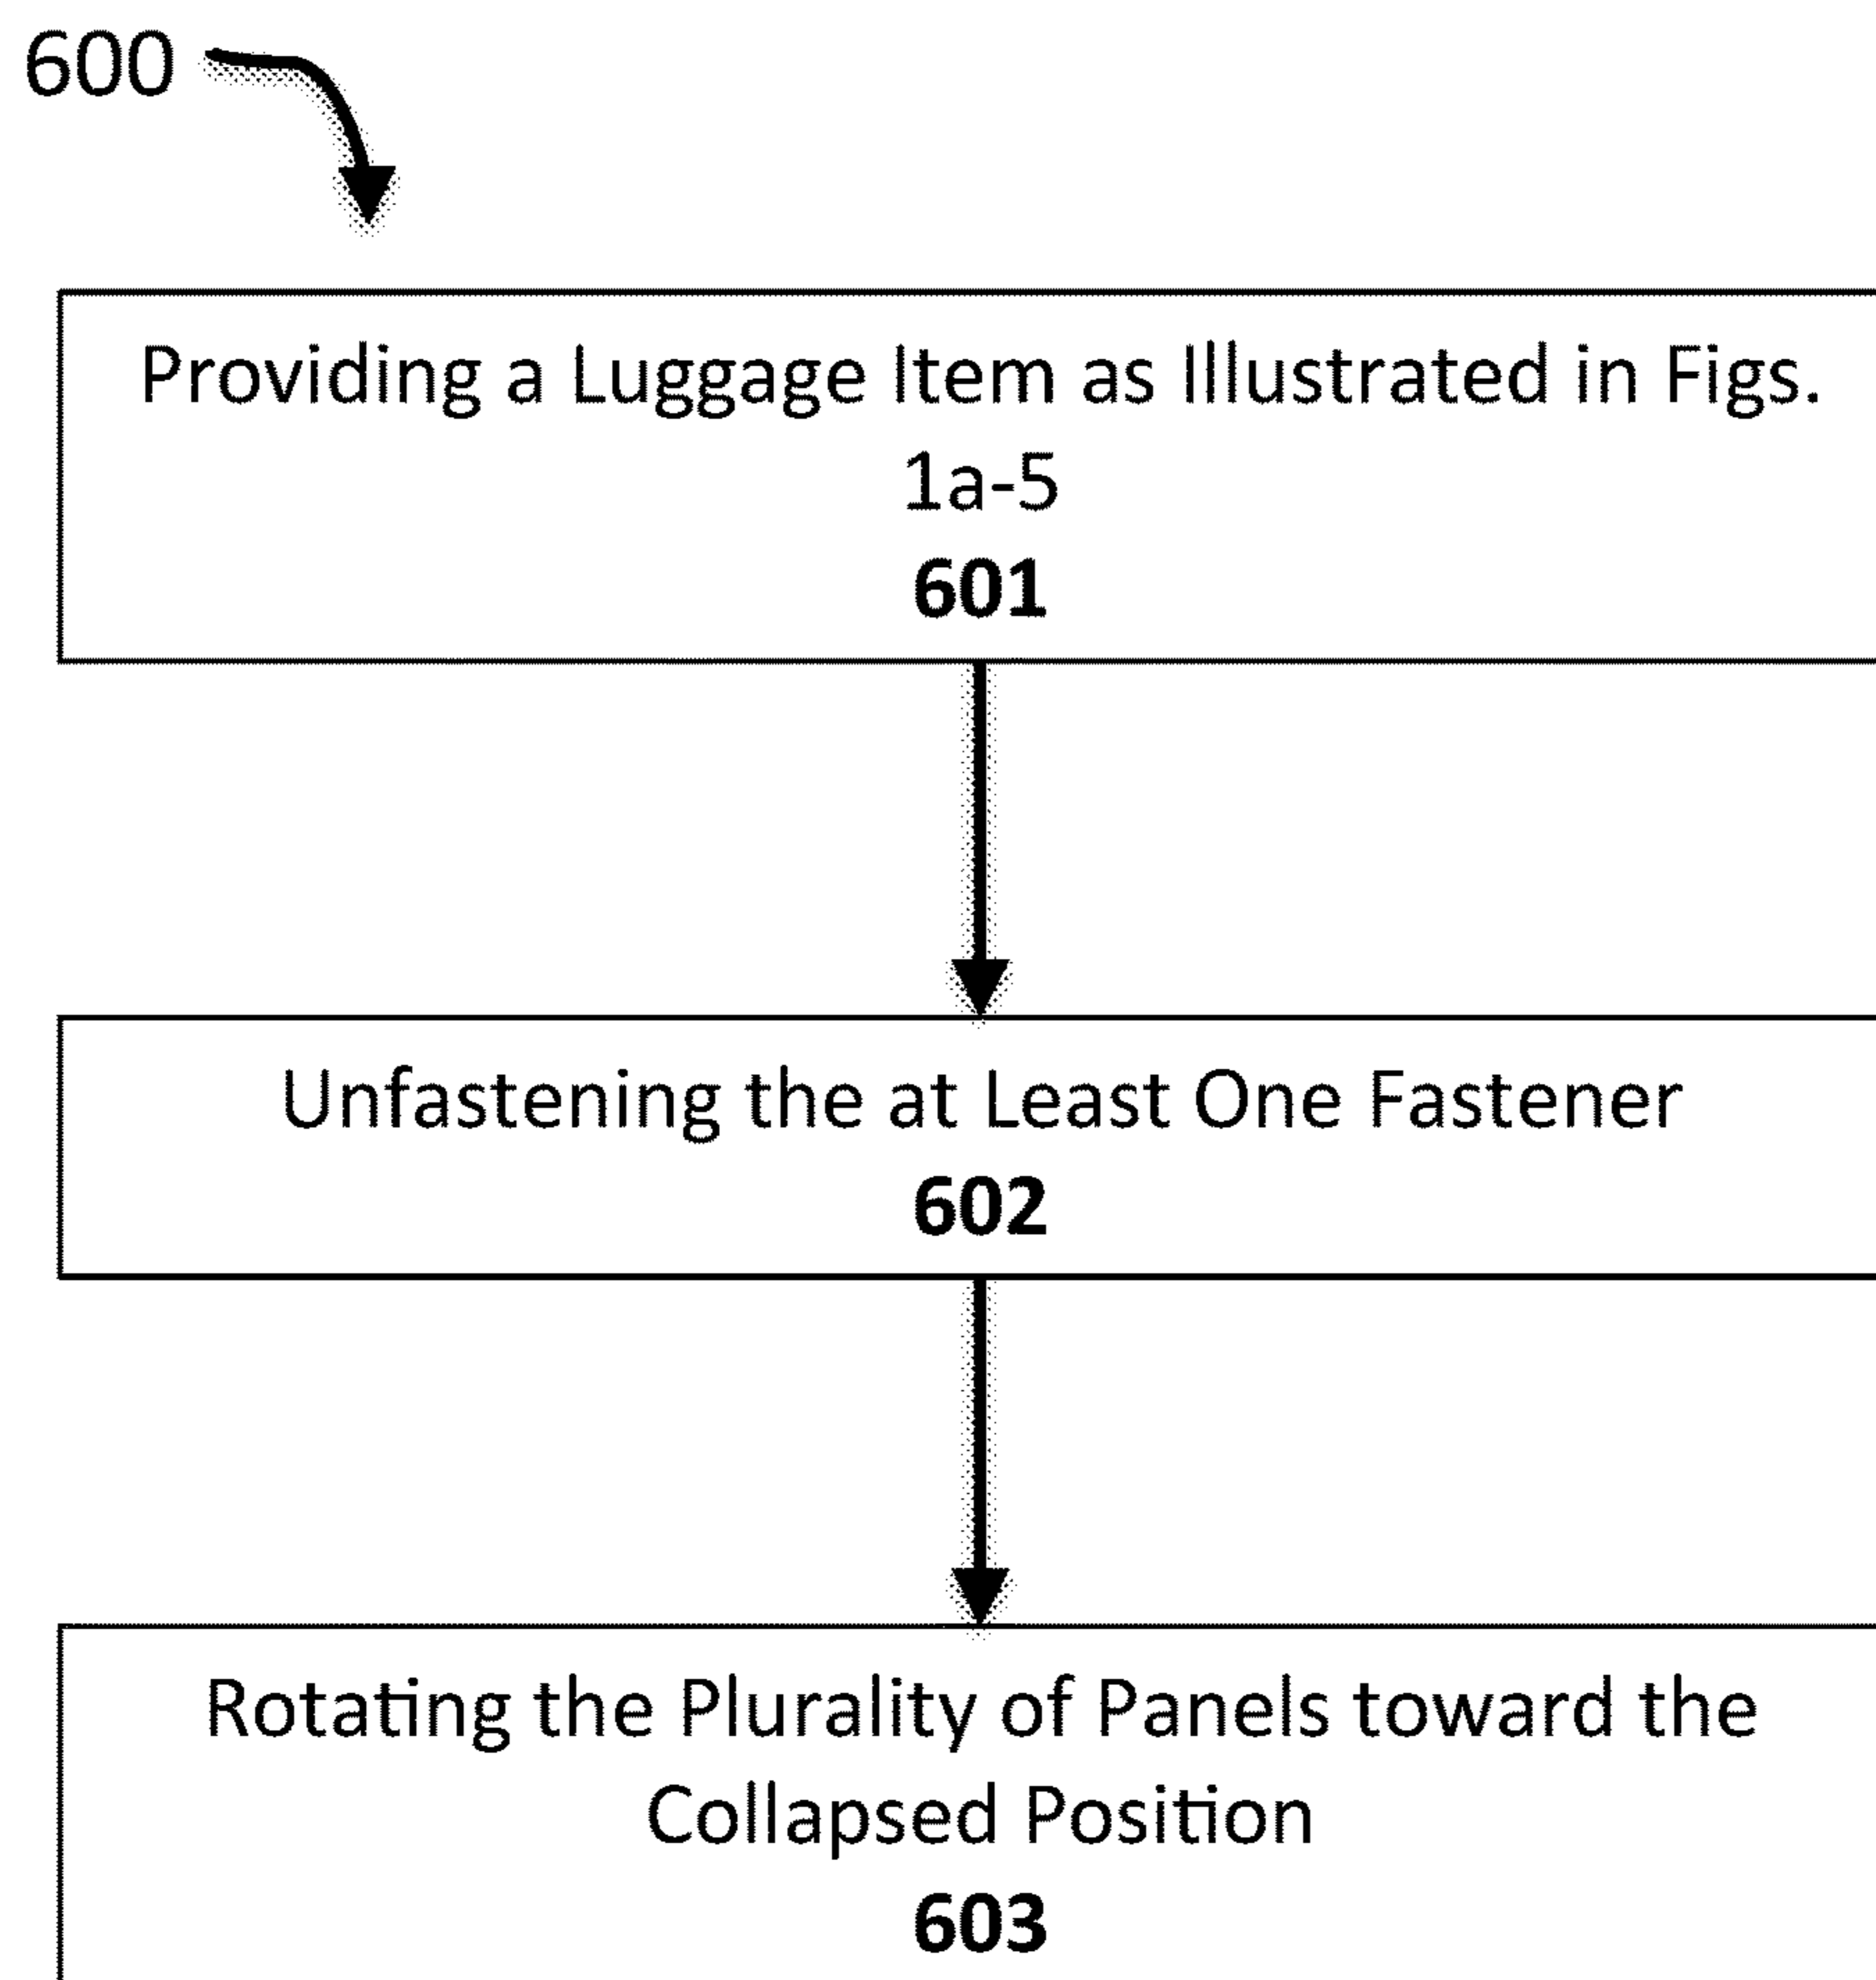 600
Providing a Luggage Item as Illustrated in Figs.
1a-5
601
Unfastening the at Least One Fastener
602
Rotating the Plurality of Panels toward the
Collapsed Position
603